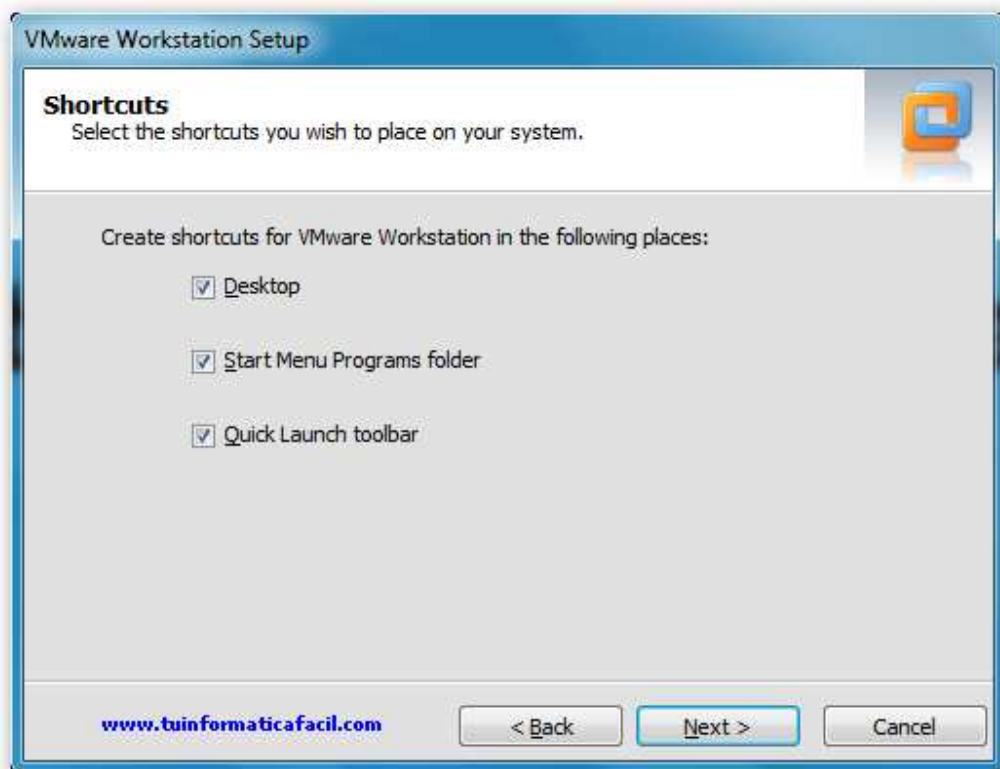 VMware Workstation Setup
Shortcuts
Select the shortcuts you wish to place on your system.
Create shortcuts for VMware Workstation in the following places:
Desktop
Start Menu Programs folder
Quick Launch toolbar
www.tuinformaticafacil.com
< Back
Next >
Cancel